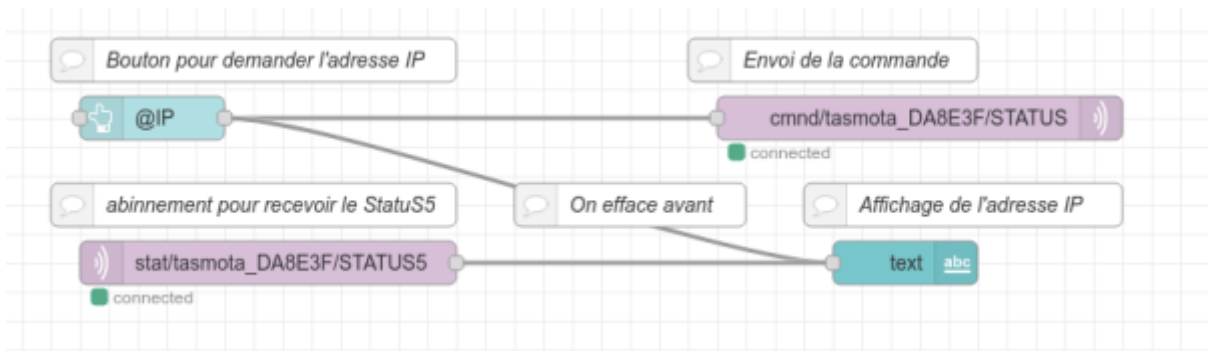 Bouton pour demander l'adresse IP
Envoi de la commande
@IP
cmnd/tasmota_DA8E3F/STATUS
connected
abinnement pour recevoir le StatuS5
On efface avant
Affichage de l'adresse IP
stat/tasmota_DA8E3F/STATUS5
text
abc
connected